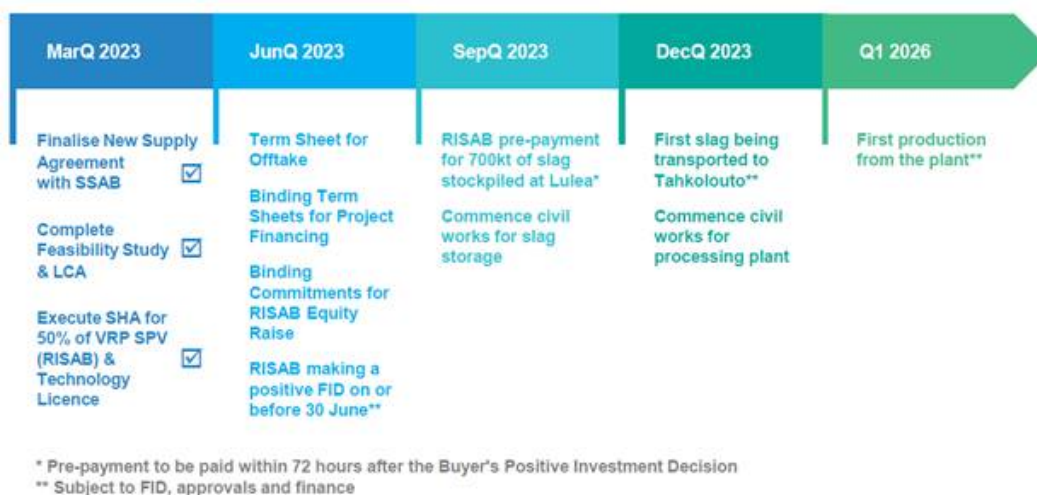 MarQ 2023
JunQ 2023
SepQ 2023
DecQ 2023
Q1 2026
Finalise New Supply
Agreement
with SSAB
Complete
Feasibility Study
& LCA
Execute SHA for
50% of VRP SPV
(RISAB) &
Technology
Licence
Term Sheet for
Offtake
Binding Term
Sheets for Project
Financing
Binding
Commitments for
RISAB Equity
Raise
RISAB making a
positive FID on or
before 30 June**
RISAB pre-payment
for 700kt of slag
stockpiled at Lulea*
Commence civil
works for slag
storage
First slag being
transported to
Tahkolouto**
Commence civil
works for
processing plant
First production
from the plant**
* Pre-payment to be paid within 72 hours after the Buyer's Positive Investment Decision
** Subject to FID, approvals and finance